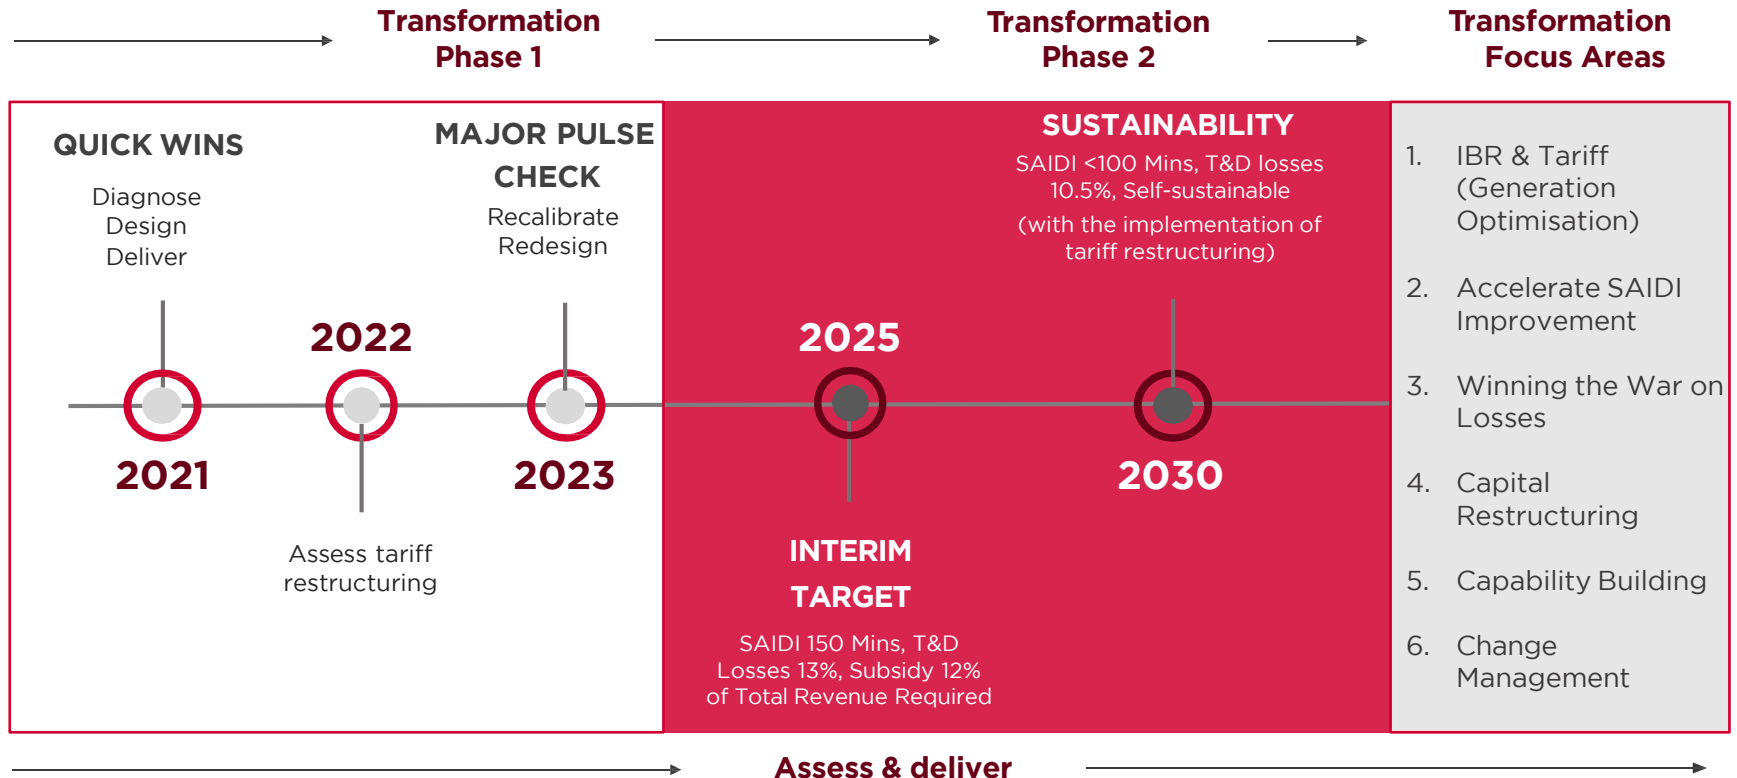 Transformation
Phase 1
Transformation
Phase 2
Transformation
Focus Areas
QUICK WINS
Diagnose
Design
Deliver
2021
2022
Assess tariff
restructuring
MAJOR PULSE
CHECK
Recalibrate
Redesign
2023
2025
INTERIM
TARGET
SAIDI 150 Mins, T&D
Losses 13%, Subsidy 12%
of Total Revenue Required
SUSTAINABILITY
SAIDI <100 Mins, T&D losses
10.5%, Self-sustainable
(with the implementation of
tariff restructuring)
2030
1. IBR & Tariff
(Generation
Optimisation)
2. Accelerate SAIDI
Improvement
3. Winning the War on
Losses
4. Capital
Restructuring
5. Capability Building
6. Change
Management
Assess & deliver